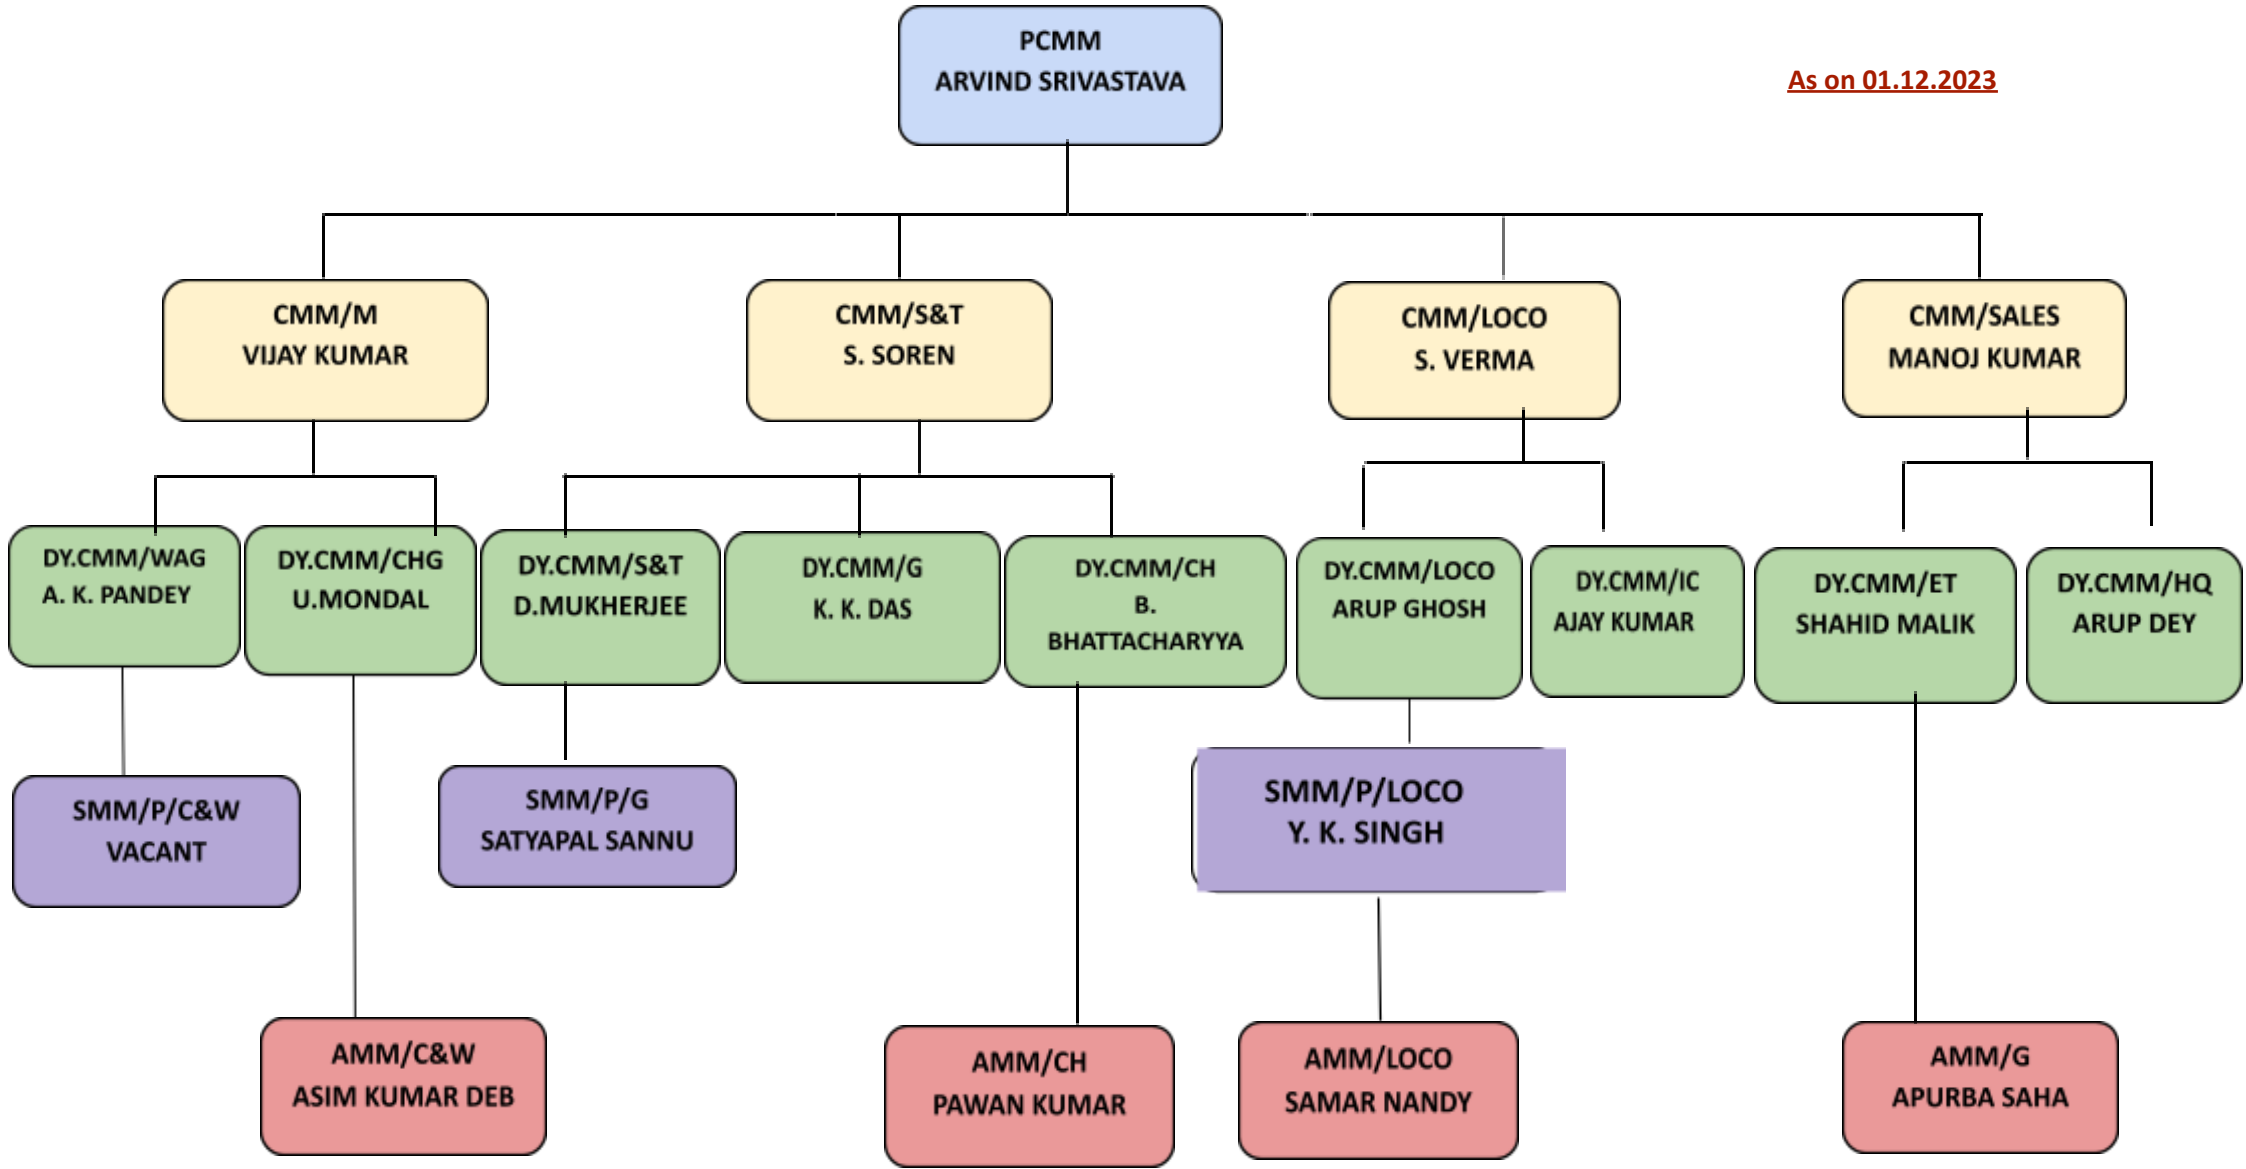 PCMM
ARVIND SRIVASTAVA
As on 01.12.2023
CMM/M
VIJAY KUMAR
CMM/S&T
S. SOREN
CMM/LOCO
S. VERMA
CMM/SALES
MANOJ KUMAR
DY.CMM/WAG
A. K. PANDEY
DY.CMM/CHG
U.MONDAL
DY.CMM/S&T
D.MUKHERJEE
DY.CMM/G
K. K. DAS
DY.CMM/CH
B.
BHATTACHARYYA
DY.CMM/LOCO
ARUP GHOSH
DY.CMM/IC
AJAY KUMAR
DY.CMM/ET
SHAHID MALIK
DY.CMM/HQ
ARUP DEY
SMM/P/C&W
VACANT
SMM/P/G
SATYAPAL SANNU
SMM/P/LOCO
Y. K. SINGH
AMM/C&W
ASIM KUMAR DEB
AMM/CH
PAWAN KUMAR
AMM/LOCO
SAMAR NANDY
AMM/G
APURBA SAHA